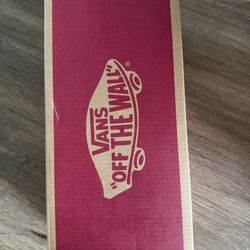 VANS
"OFF THE WALL"
®